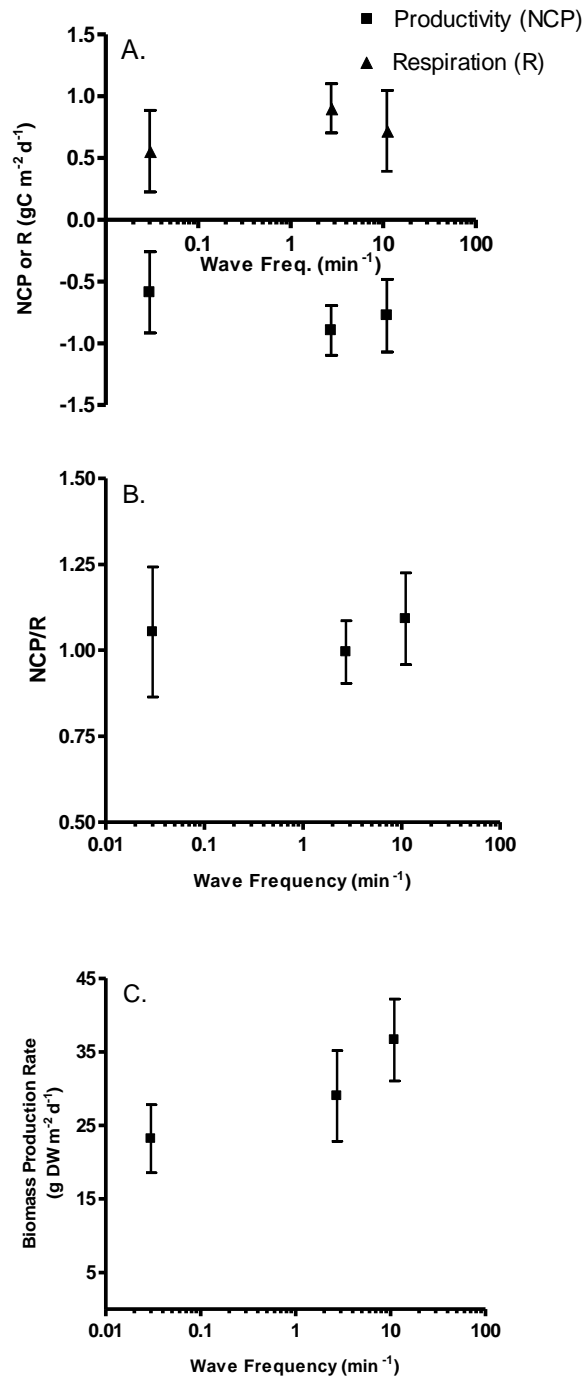 Productivity (NCP)
Respiration (R)
A.
NCP or R (gC m⁻² d⁻¹)
1.5
1.0
0.5
0.0
-0.5
-1.0
-1.5
0.1 1 10 100
Wave Freq. (min⁻¹)
B.
NCP/R
1.50
1.25
1.00
0.75
0.50
0.01 0.1 1 10 100
Wave Frequency (min⁻¹)
C.
Biomass Production Rate
(g DW m⁻² d⁻¹)
45
35
25
15
5
0.01 0.1 1 10 100
Wave Frequency (min⁻¹)